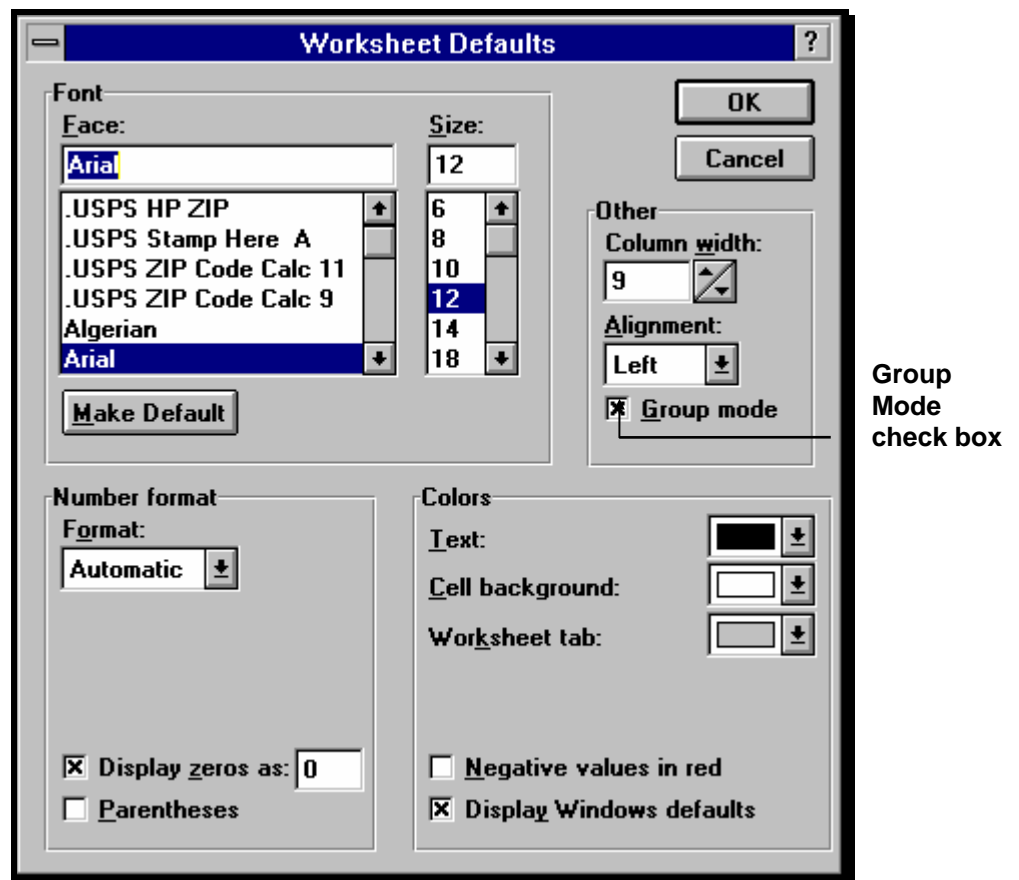 Worksheet Defaults
?
Font
Face:
Size:
Arial
12
.USPS HP ZIP
.USPS Stamp Here A
.USPS ZIP Code Calc 11
.USPS ZIP Code Calc 9
Algerian
Arial
6
8
10
12
14
18
Make Default
OK
Cancel
Other
Column width:
9
Alignment:
Left
Group mode
Group
Mode
check box
Number format
Format:
Automatic
Display zeros as: 0
Parentheses
Colors
Text:
Cell background:
Worksheet tab:
Negative values in red
Display Windows defaults